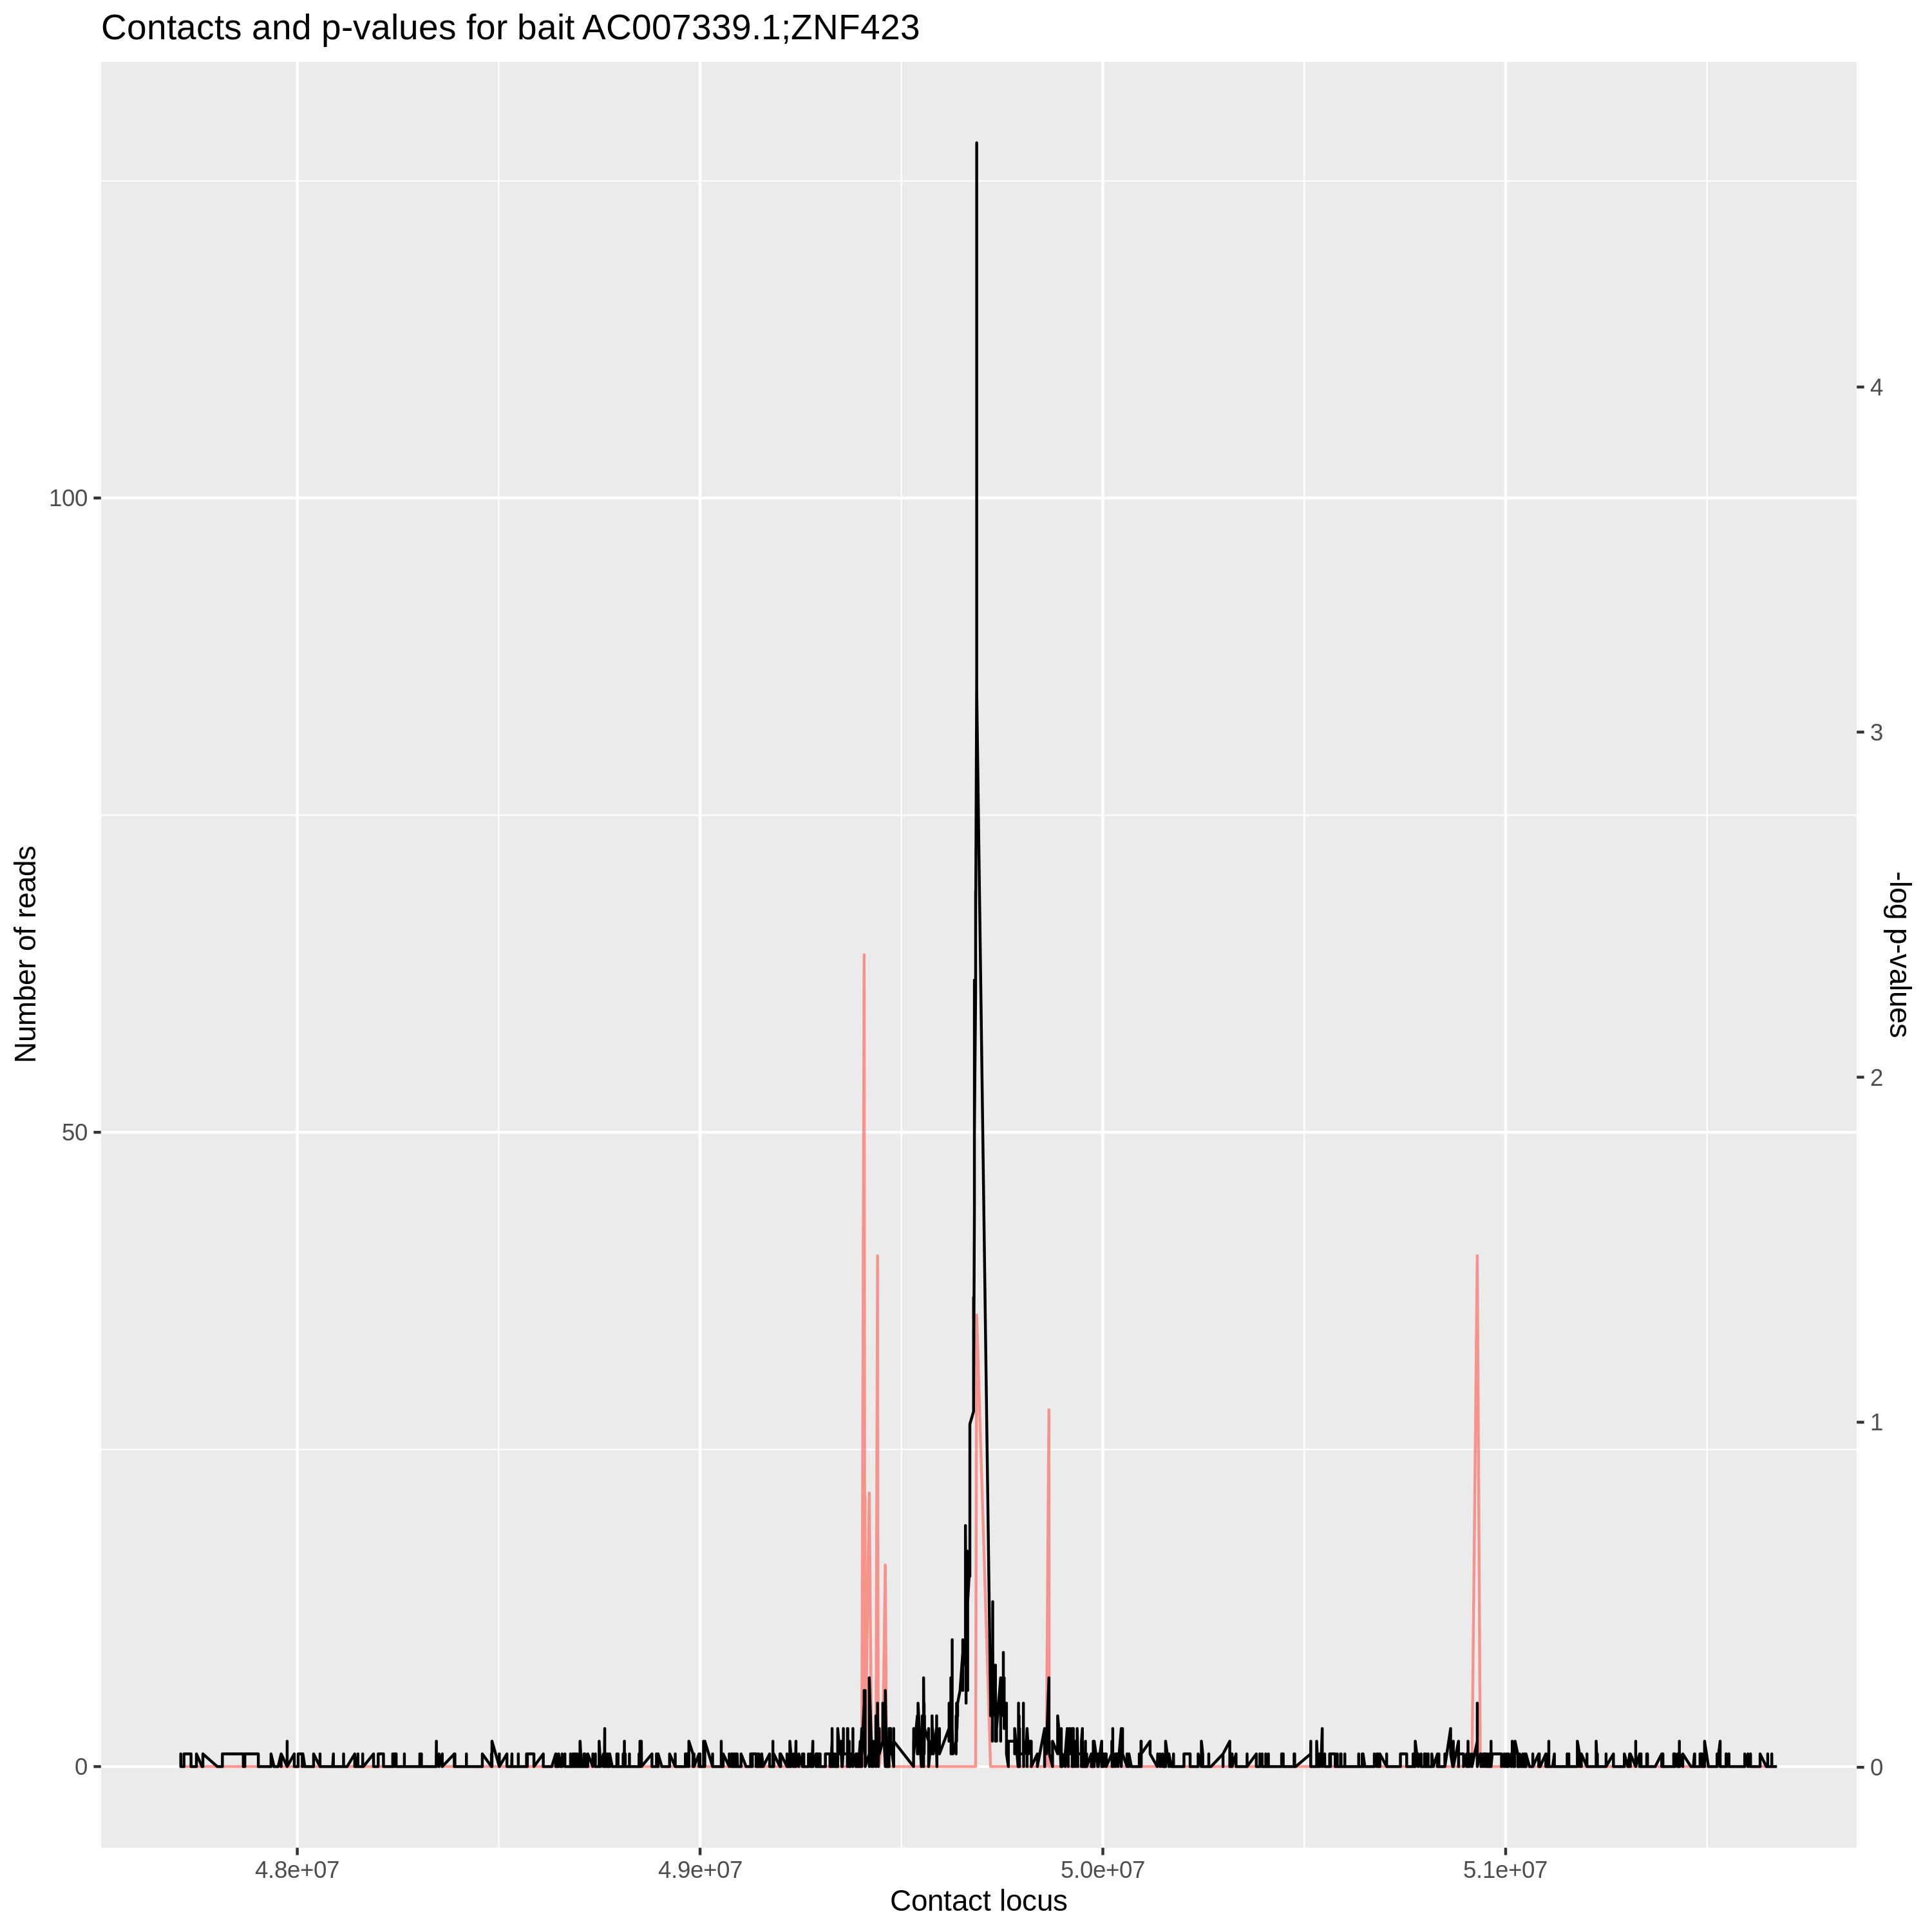 Contacts and p-values for bait AC007339.1;ZNF423
Number of reads
100
50
0
4
3
2
1
0
-log p-values
4.8e+07
4.9e+07
5.0e+07
5.1e+07
Contact locus